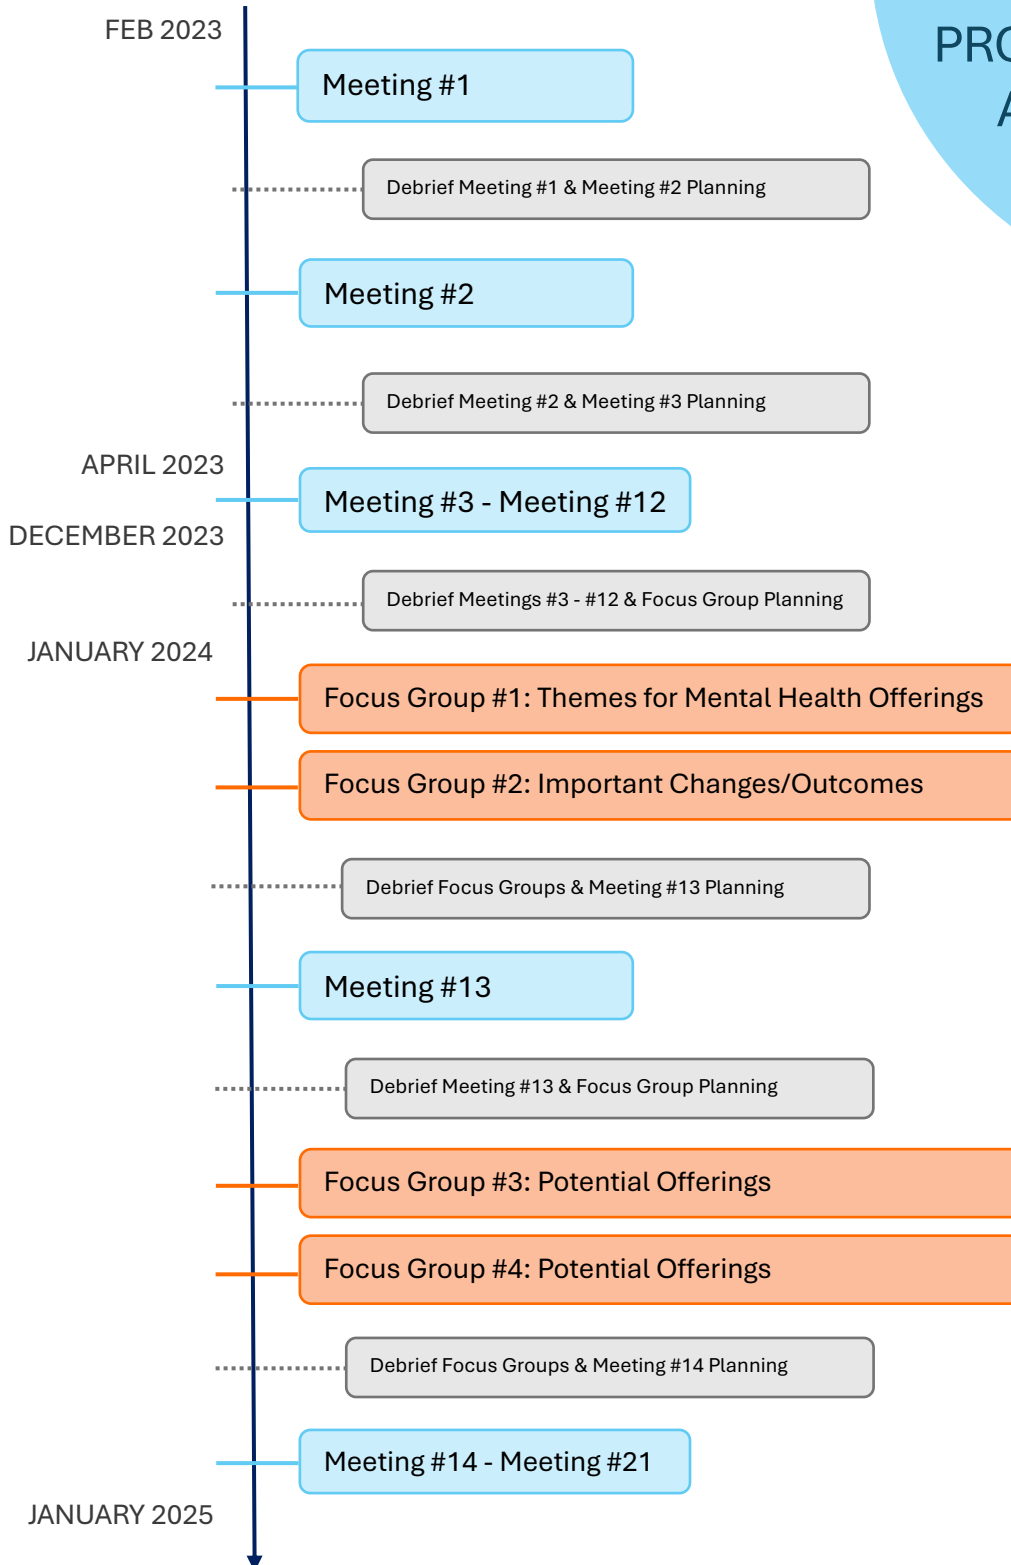 FEB 2023
PRO
A
Meeting #1
Debrief Meeting #1 & Meeting #2 Planning
Meeting #2
Debrief Meeting #2 & Meeting #3 Planning
APRIL 2023
Meeting #3 - Meeting #12
DECEMBER 2023
Debrief Meetings #3 - #12 & Focus Group Planning
JANUARY 2024
Focus Group #1: Themes for Mental Health Offerings
Focus Group #2: Important Changes/Outcomes
Debrief Focus Groups & Meeting #13 Planning
Meeting #13
Debrief Meeting #13 & Focus Group Planning
Focus Group #3: Potential Offerings
Focus Group #4: Potential Offerings
Debrief Focus Groups & Meeting #14 Planning
Meeting #14 - Meeting #21
JANUARY 2025